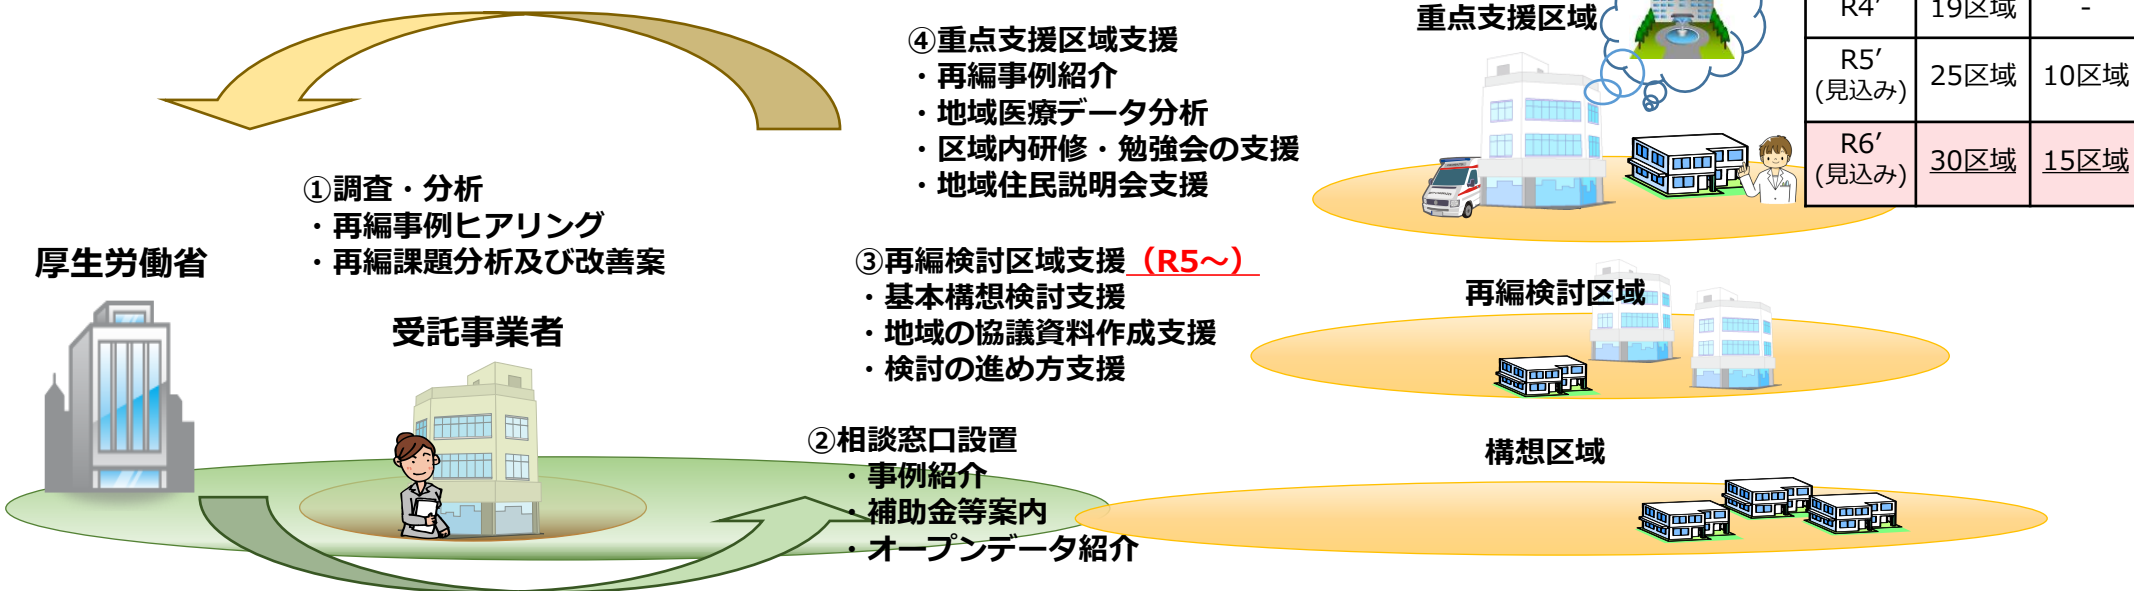 厚生労働省
①調査・分析
・再編事例ヒアリング
・再編課題分析及び改善案
受託事業者
④重点支援区域支援
・再編事例紹介
・地域医療データ分析
・区域内研修・勉強会の支援
・地域住民説明会支援
③再編検討区域支援（R5～）
・基本構想検討支援
・地域の協議資料作成支援
・検討の進め方支援
②相談窓口設置
・事例紹介
・補助金等案内
・オープンデータ紹介
重点支援区域
再編検討区域
構想区域
R4’ 19区域 -
R5’
(見込み) 25区域 10区域
R6’
(見込み) 30区域 15区域